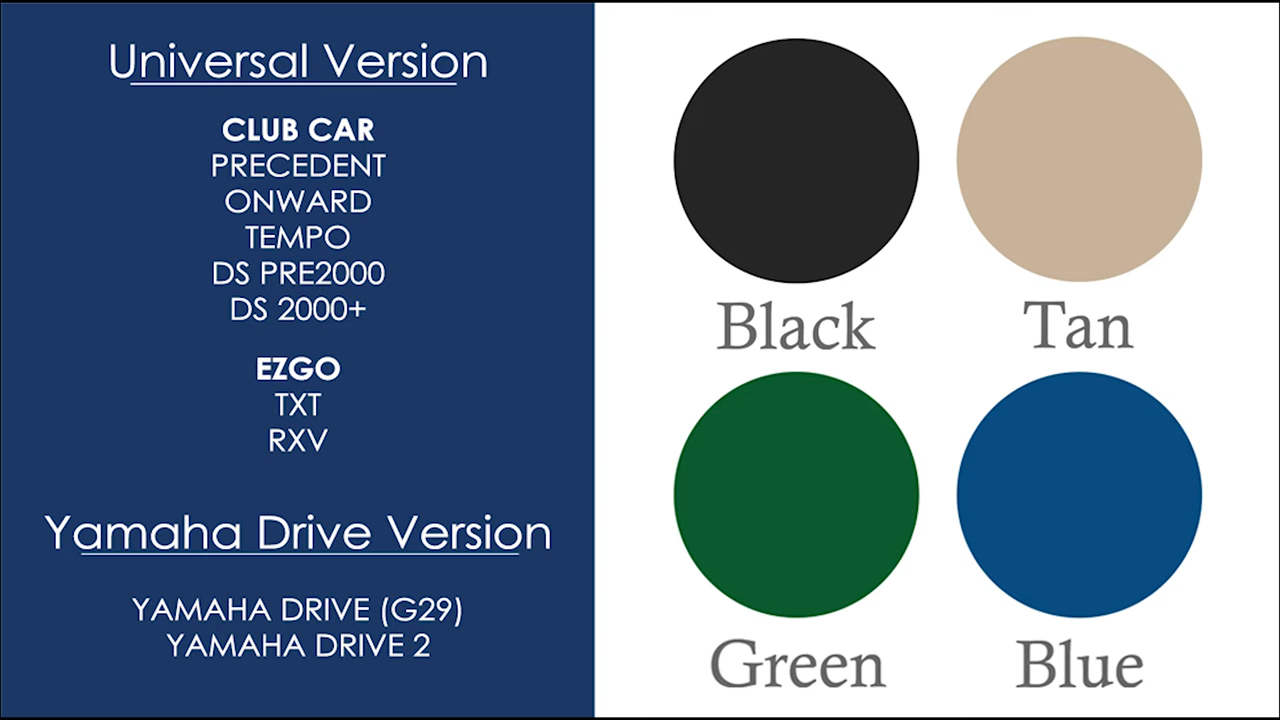 Universal Version
CLUB CAR
PRECEDENT
ONWARD
TEMPO
DS PRE2000
DS 2000+
EZGO
TXT
RXV
Yamaha Drive Version
YAMAHA DRIVE (G29)
YAMAHA DRIVE 2
Black
Tan
Green
Blue